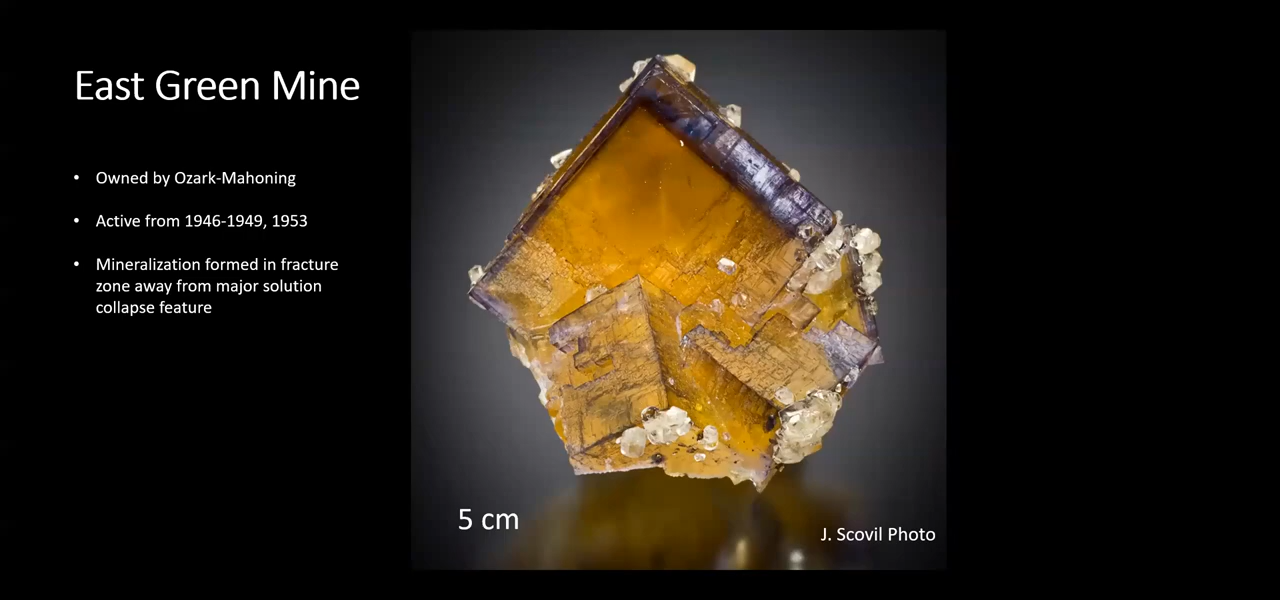 East Green Mine
• Owned by Ozark-Mahoning
• Active from 1946-1949, 1953
• Mineralization formed in fracture
zone away from major solution
collapse feature
5 cm
J. Scovil Photo